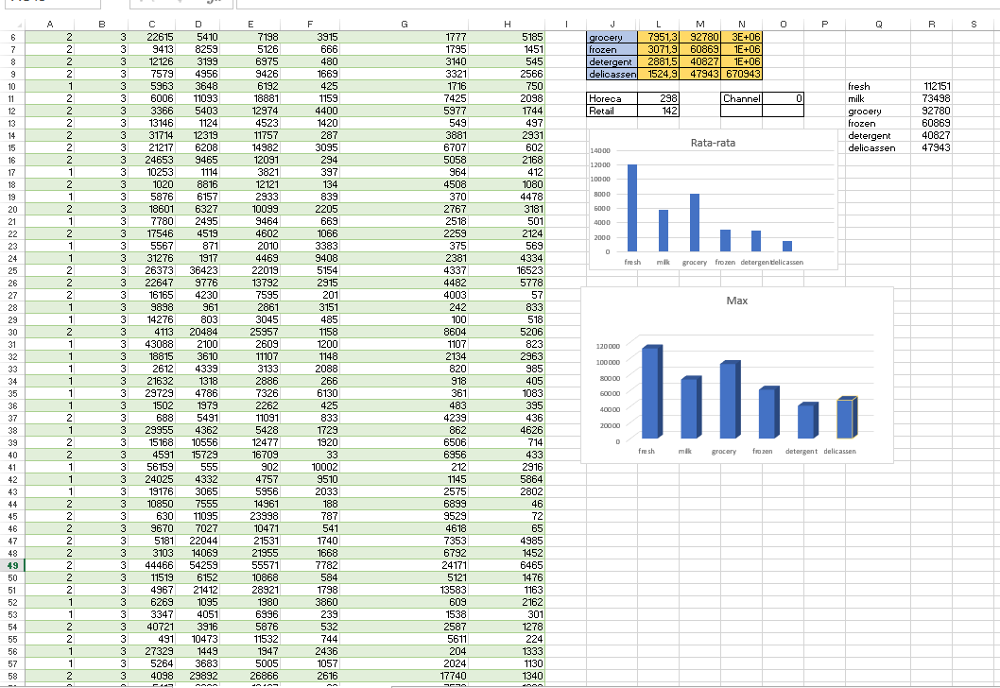 A B C D E F G H I J L M N O P Q R S
6 2 3 22615 5410 7198 3915 1777 5185 grocery 7951,3 92780 3E+06
7 2 3 9413 8259 5126 666 1795 1451 frozen 3071,9 60869 1E+06
8 2 3 12126 3199 6975 480 3140 545 detergent 2881,5 40827 1E+06
9 2 3 7579 4956 9426 1669 3321 2566 delicassen 1524,9 47943 670943
10 1 3 5963 3648 6192 425 1716 750 fresh 112151
11 2 3 6006 11093 18881 1159 7425 2098 Horeca 298 Channel 0 milk 73498
12 2 3 3366 5403 12974 4400 5977 1744 Retail 142 grocery 92780
13 2 3 13146 1124 4523 1420 549 497 frozen 60869
14 2 3 31714 12319 11757 287 3881 2931 detergent 40827
15 2 3 21217 6208 14982 3095 6707 602 delicassen 47943
16 2 3 24653 9465 12091 294 5058 2168
17 1 3 10253 1114 3821 397 964 412
18 2 3 1020 8816 12121 134 4508 1080
19 1 3 5876 6157 2933 839 370 4478
20 2 3 18601 6327 10099 2205 2767 3181
21 1 3 7780 2495 9464 669 2518 501
22 2 3 17546 4519 4602 1066 2259 2124
23 1 3 5567 871 2010 3383 375 569
24 1 3 31276 1917 4469 9408 2381 4334
25 2 3 26373 36423 22019 5154 4337 16523
26 2 3 22647 9776 13792 2915 4482 5778
27 2 3 16165 4230 7595 201 4003 57
28 1 3 9898 961 2861 3151 242 833
29 1 3 14276 803 3045 485 100 518
30 2 3 4113 20484 25957 1158 8604 5206
31 1 3 43088 2100 2609 1200 1107 823
32 1 3 18815 3610 11107 1148 2134 2963
33 1 3 2612 4339 3133 2088 820 985
34 1 3 21632 1318 2886 266 918 405
35 1 3 29729 4786 7326 6130 361 1083
36 1 3 1502 1979 2262 425 483 395
37 2 3 688 5491 11091 833 4239 436
38 1 3 29955 4362 5428 1729 862 4626
39 2 3 15168 10556 12477 1920 6506 714
40 2 3 4591 15729 16709 33 6956 433
41 1 3 56159 555 902 10002 212 2916
42 1 3 24025 4332 4757 9510 1145 5864
43 1 3 19176 3065 5956 2033 2575 2802
44 2 3 10850 7555 14961 188 6899 46
45 2 3 630 11095 23998 787 9529 72
46 2 3 9670 7027 10471 541 4618 65
47 2 3 5181 22044 21531 1740 7353 4985
48 2 3 3103 14069 21955 1668 6792 1452
49 2 3 44466 54259 55571 7782 24171 6465
50 2 3 11519 6152 10868 584 5121 1476
51 2 3 4967 21412 28921 1798 13583 1163
52 1 3 6269 1095 1980 3860 609 2162
53 1 3 3347 4051 6996 239 1538 301
54 2 3 40721 3916 5876 532 2587 1278
55 2 3 491 10473 11532 744 5611 224
56 1 3 27329 1449 1947 2436 204 1333
57 1 3 5264 3683 5005 1057 2024 1130
58 2 3 4098 29892 26866 2616 17740 1340
Rata-rata
14000
12000
10000
8000
6000
4000
2000
0
fresh milk grocery frozen detergent delicassen
Max
120000
100000
80000
60000
40000
20000
0
fresh milk grocery frozen detergent delicassen